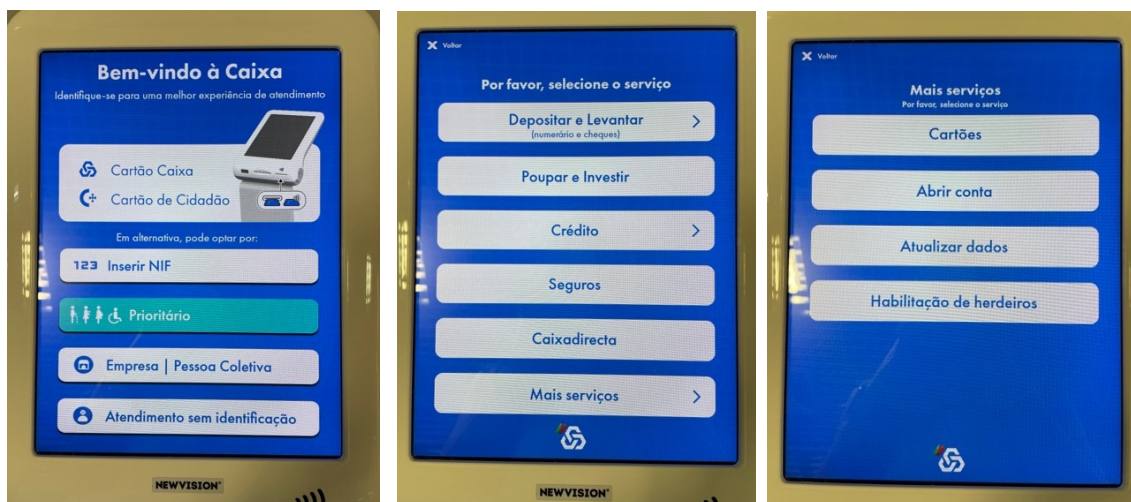 Bem-vindo à Caixa
Identifique-se para uma melhor experiência de atendimento
Cartão Caixa
Cartão de Cidadão
Em alternativa, pode optar por:
123 Inserir NIF
Prioritário
Empresa | Pessoa Coletiva
Atendimento sem identificação
NEWVISION
Voltar
Por favor, selecione o serviço
Depositar e Levantar
(numerário e cheques)
Poupar e Investir
Crédito
Seguros
Caixadirecta
Mais serviços
NEWVISION
Voltar
Mais serviços
Por favor, selecione o serviço
Cartões
Abrir conta
Atualizar dados
Habilitação de herdeiros